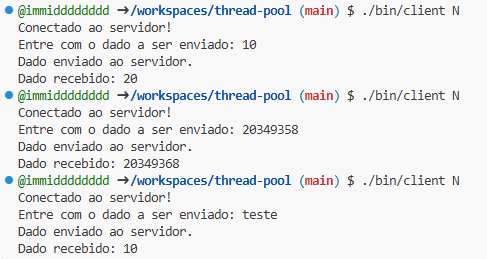 @immidddddddd ➜/workspaces/thread-pool (main) $ ./bin/client N
Conectado ao servidor!
Entre com o dado a ser enviado: 10
Dado enviado ao servidor.
Dado recebido: 20
@immidddddddd ➜/workspaces/thread-pool (main) $ ./bin/client N
Conectado ao servidor!
Entre com o dado a ser enviado: 20349358
Dado enviado ao servidor.
Dado recebido: 20349368
@immidddddddd ➜/workspaces/thread-pool (main) $ ./bin/client N
Conectado ao servidor!
Entre com o dado a ser enviado: teste
Dado enviado ao servidor.
Dado recebido: 10